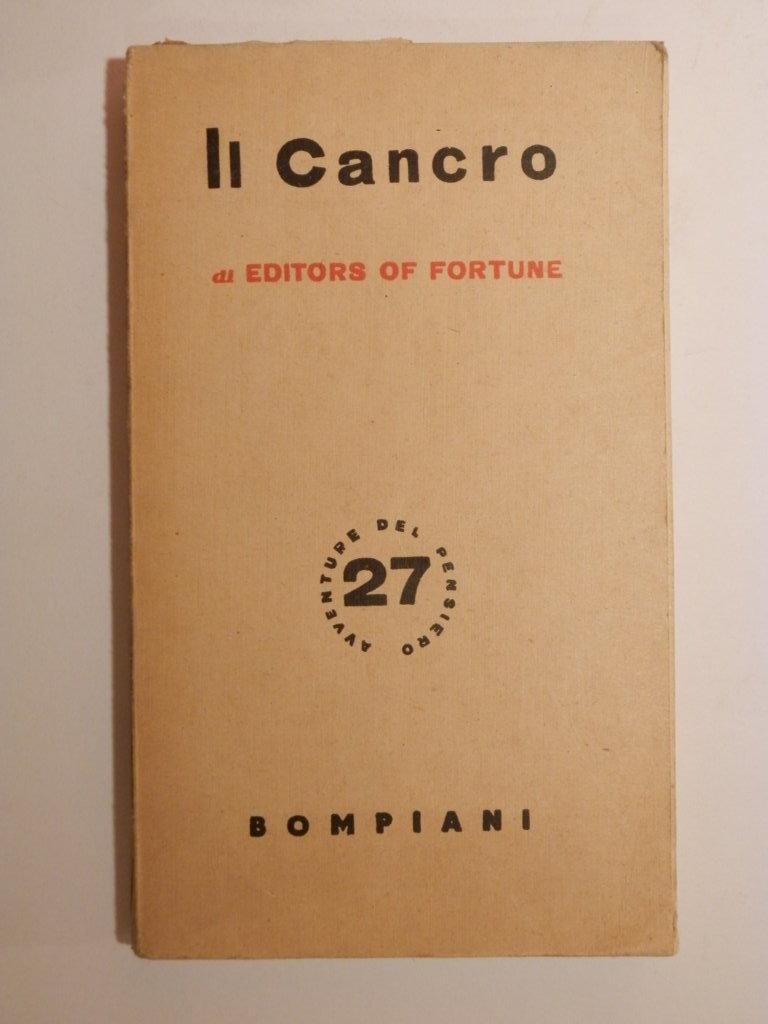 Il Cancro
di EDITORS OF FORTUNE
AVVENTURE DEL PENSIERO
27
BOMPIANI